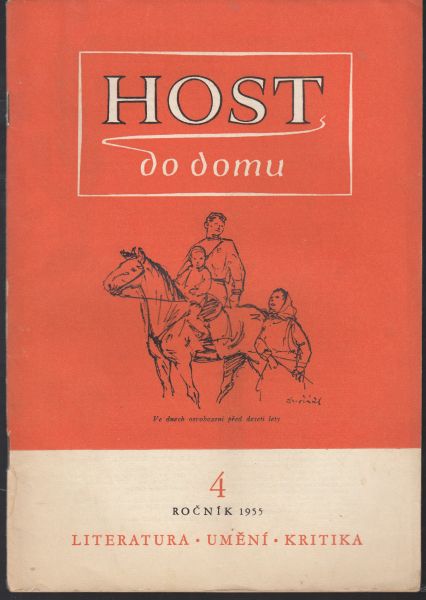 HOST
do domu
Ve dnech osvobození před deseti lety
4
ROČNÍK 1955
LITERATURA · UMĚNÍ · KRITIKA